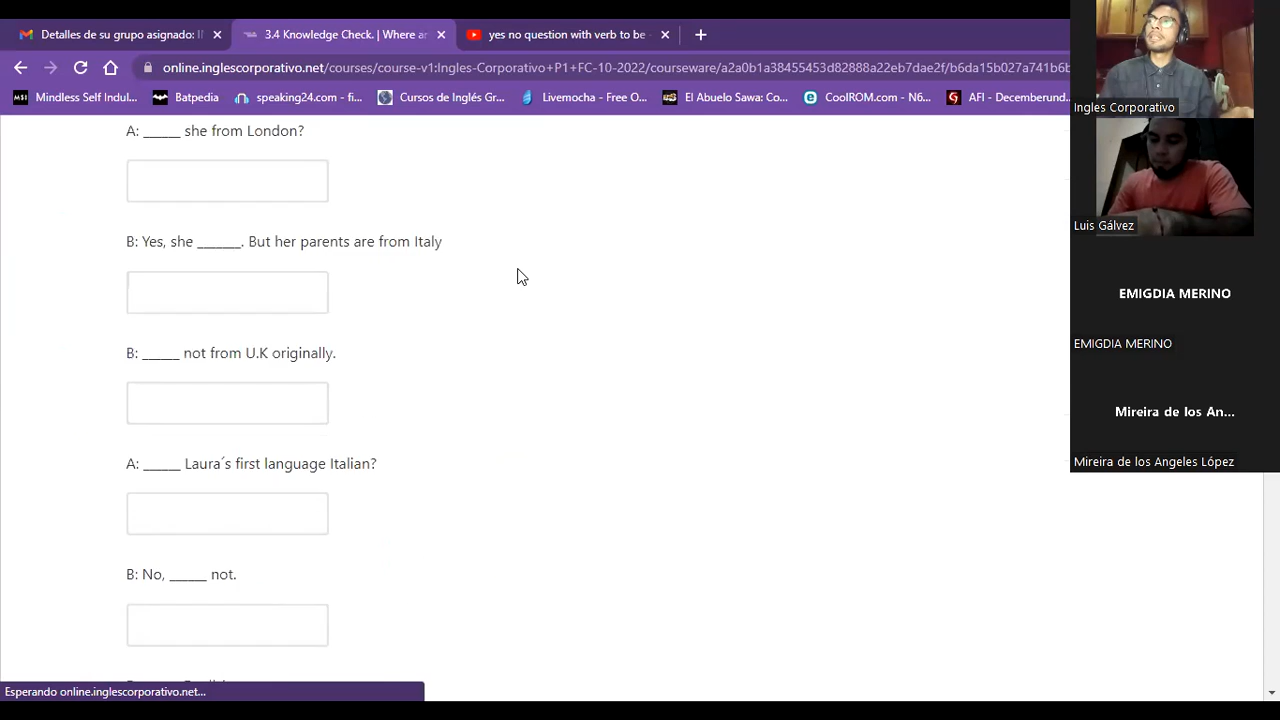 Detalles de su grupo asignado: I
3.4 Knowledge Check. | Where ar
yes no question with verb to be -
online.inglescorporativo.net/courses/course-v1:Ingles-Corporativo+P1+FC-10-2022/courseware/a2a0b1a38455453d82888a22eb7dae2f/b6da15b027a741b6b
Mindless Self Indul...
Batpedia
speaking24.com - fi...
Cursos de Inglés Gr...
Livemocha - Free O...
El Abuelo Sawa: Co...
CoolROM.com - N6...
AFI - Decemberund...
A: ______ she from London?
B: Yes, she _______. But her parents are from Italy
B: ______ not from U.K originally.
A: ______ Laura´s first language Italian?
B: No, ______ not.
Esperando online.inglescorporativo.net...
Ingles Corporativo
Luis Gálvez
EMIGDIA MERINO
EMIGDIA MERINO
Mireira de los An...
Mireira de los Angeles López